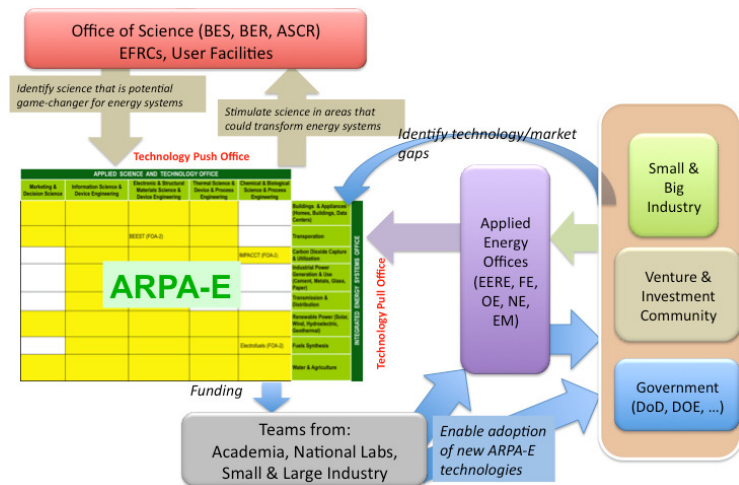 Office of Science (BES, BER, ASCR)
EFRCs, User Facilities
Identify science that is potential
game-changer for energy systems
Stimulate science in areas that
could transform energy systems
Identify technology/market
gaps
Technology Push Office
APPLIED SCIENCE AND TECHNOLOGY OFFICE
Marketing &
Decision Science
Information Science &
Device Engineering
Electronic & Structural
Materials Science &
Device Engineering
Thermal Science &
Device & Process
Engineering
Chemical & Biological
Science & Process
Engineering
Buildings & Appliances
(Homes, Buildings, Data
Centers)
BEEST (FOA-2)
Transporation
IMPACCT (FOA-2)
Carbon Dioxide Capture
& Utilization
Industrial Power
Generation & Use
(Cement, Metals, Glass,
Paper)
Transmission &
Distribution
Renewable Power (Solar,
Wind, Hydroelectric,
Geothermal)
Electrofuels (FOA-2)
Fuels Synthesis
Water & Agriculture
ARPA-E
INTEGRATED ENERGY SYSTEMS OFFICE
Technology Pull Office
Applied
Energy
Offices
(EERE, FE,
OE, NE,
EM)
Small &
Big
Industry
Venture &
Investment
Community
Government
(DoD, DOE, ...)
Funding
Teams from:
Academia, National Labs,
Small & Large Industry
Enable adoption
of new ARPA-E
technologies